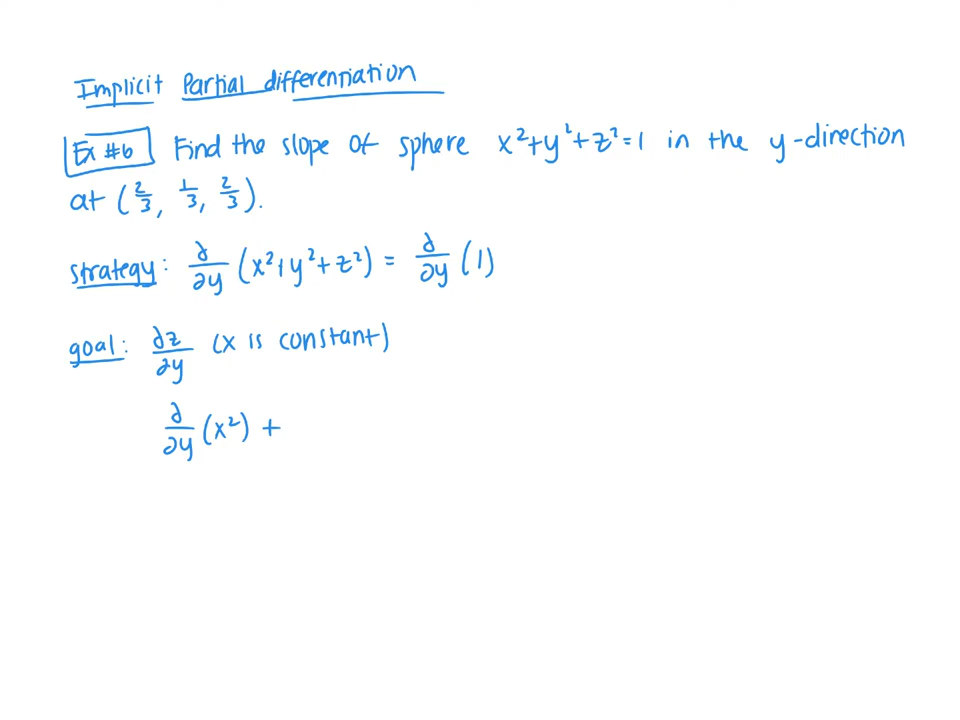 Implicit Partial differentiation
Ex #6 Find the slope of sphere x²+y²+z²=1 in the y-direction
at (2/3, 1/3, 2/3).
strategy: ∂/∂y (x²+y²+z²) = ∂/∂y (1)
goal: ∂z/∂y (x is constant)
∂/∂y (x²) +